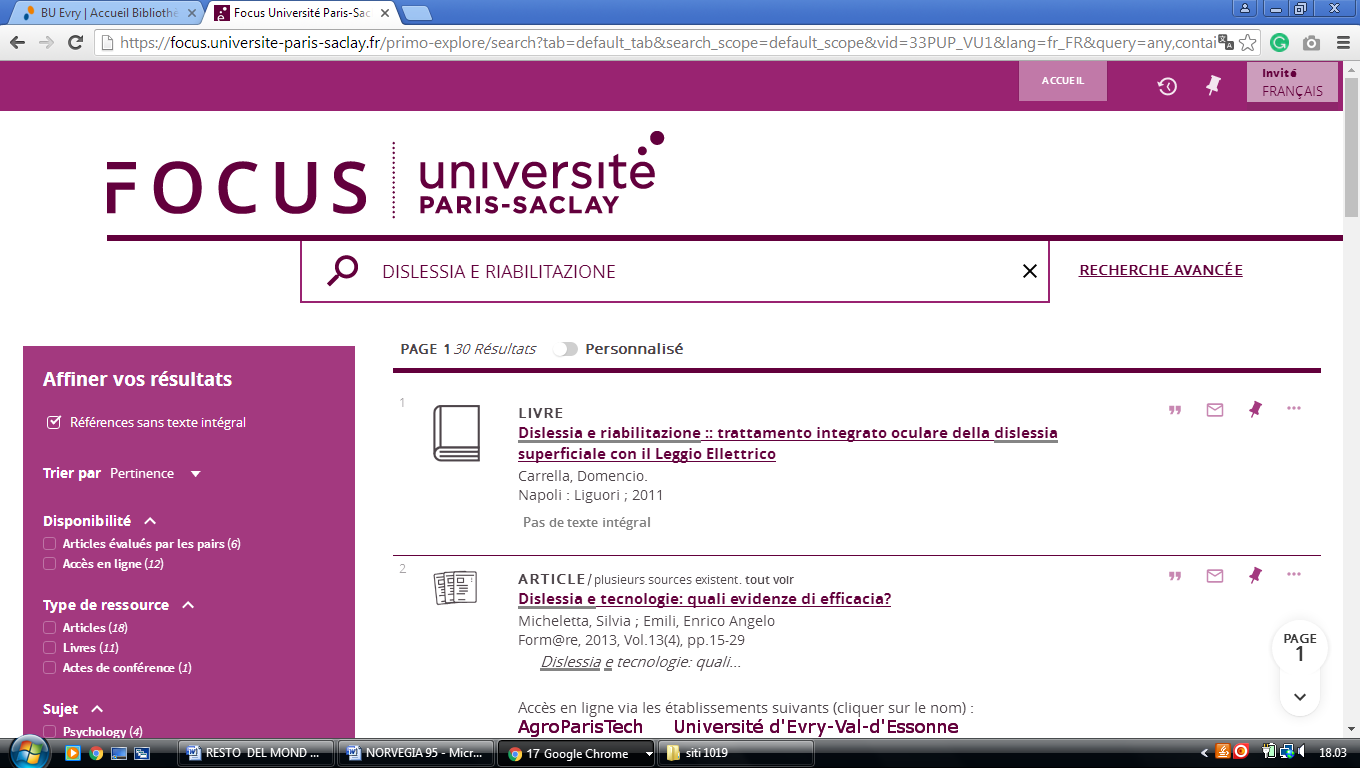 BU Evry | Accueil Bibliothè
Focus Université Paris-Sac
https://focus.universite-paris-saclay.fr/primo-explore/search?tab=default_tab&search_scope=default_scope&vid=33PUP_VU1&lang=fr_FR&query=any,contai
ACCUEIL
Invité
FRANÇAIS
FOCUS
université
PARIS-SACLAY
DISLESSIA E RIABILITAZIONE
RECHERCHE AVANCÉE
PAGE 1 30 Résultats Personnalisé
Affiner vos résultats
Références sans texte intégral
Trier par Pertinence
Disponibilité
Articles évalués par les pairs (6)
Accès en ligne (12)
Type de ressource
Articles (18)
Livres (11)
Actes de conférence (1)
Sujet
Psychology (4)
1
LIVRE
Dislessia e riabilitazione :: trattamento integrato oculare della dislessia
superficiale con il Leggio Ellettrico
Carrella, Domencio.
Napoli : Liguori ; 2011
Pas de texte intégral
2
ARTICLE / plusieurs sources existent. tout voir
Dislessia e tecnologie: quali evidenze di efficacia?
Micheletta, Silvia ; Emili, Enrico Angelo
Form@re, 2013, Vol.13(4), pp.15-29
Dislessia e tecnologie: quali...
Accès en ligne via les établissements suivants (cliquer sur le nom) :
AgroParisTech Université d'Evry-Val-d'Essonne
PAGE
1
RESTO DEL MOND ...
NORVEGIA 95 - Micr...
17 Google Chrome
siti 1019
18.03